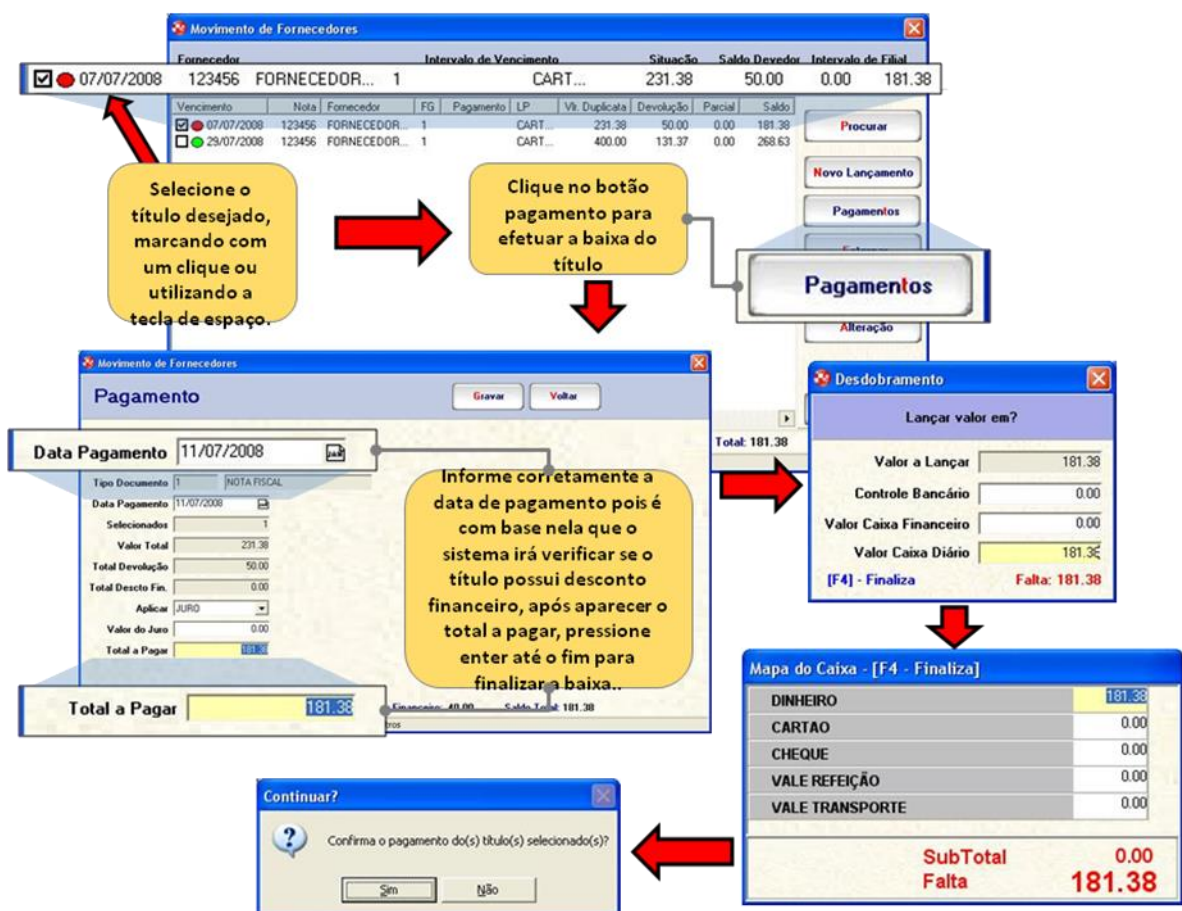 Movimento de Fornecedores
Fornecedor Intervalo de Vencimento Situação Saldo Devedor Intervalo de Filial
07/07/2008 123456 FORNECEDOR... 1 CART... 231.38 50.00 0.00 181.38
Vencimento Nota Fornecedor FG Pagamento LP Vlr. Duplicata Devolução Parcial Saldo
07/07/2008 123456 FORNECEDOR... 1 CART... 231.38 50.00 0.00 181.38
29/07/2008 123456 FORNECEDOR... 1 CART... 400.00 131.37 0.00 268.63
Procurar
Novo Lançamento
Pagamentos
Selecione o
título desejado,
marcando com
um clique ou
utilizando a
tecla de espaço.
Clique no botão
pagamento para
efetuar a baixa do
título
Pagamentos
Alteração
Total: 181.38
Movimento de Fornecedores
Pagamento
Gravar Voltar
Data Pagamento 11/07/2008
Tipo Documento 1 NOTA FISCAL
Data Pagamento 11/07/2008
Selecionados 1
Valor Total 231.38
Total Devolução 50.00
Total Descto Fin. 0.00
Aplicar JURO
Valor do Juro 0.00
Total a Pagar 181.38
Total a Pagar 181.38
Financeiro: 40.00 Saldo Total: 181.38
Informe corretamente a
data de pagamento pois é
com base nela que o
sistema irá verificar se o
título possui desconto
financeiro, após aparecer o
total a pagar, pressione
enter até o fim para
finalizar a baixa..
Desdobramento
Lançar valor em?
Valor a Lançar 181.38
Controle Bancário 0.00
Valor Caixa Financeiro 0.00
Valor Caixa Diário 181.3
[F4] - Finaliza Falta: 181.38
Mapa do Caixa - [F4 - Finaliza]
DINHEIRO 181.38
CARTAO 0.00
CHEQUE 0.00
VALE REFEIÇÃO 0.00
VALE TRANSPORTE 0.00
SubTotal 0.00
Falta 181.38
Continuar?
Confirma o pagamento do(s) título(s) selecionado(s)?
Sim Não